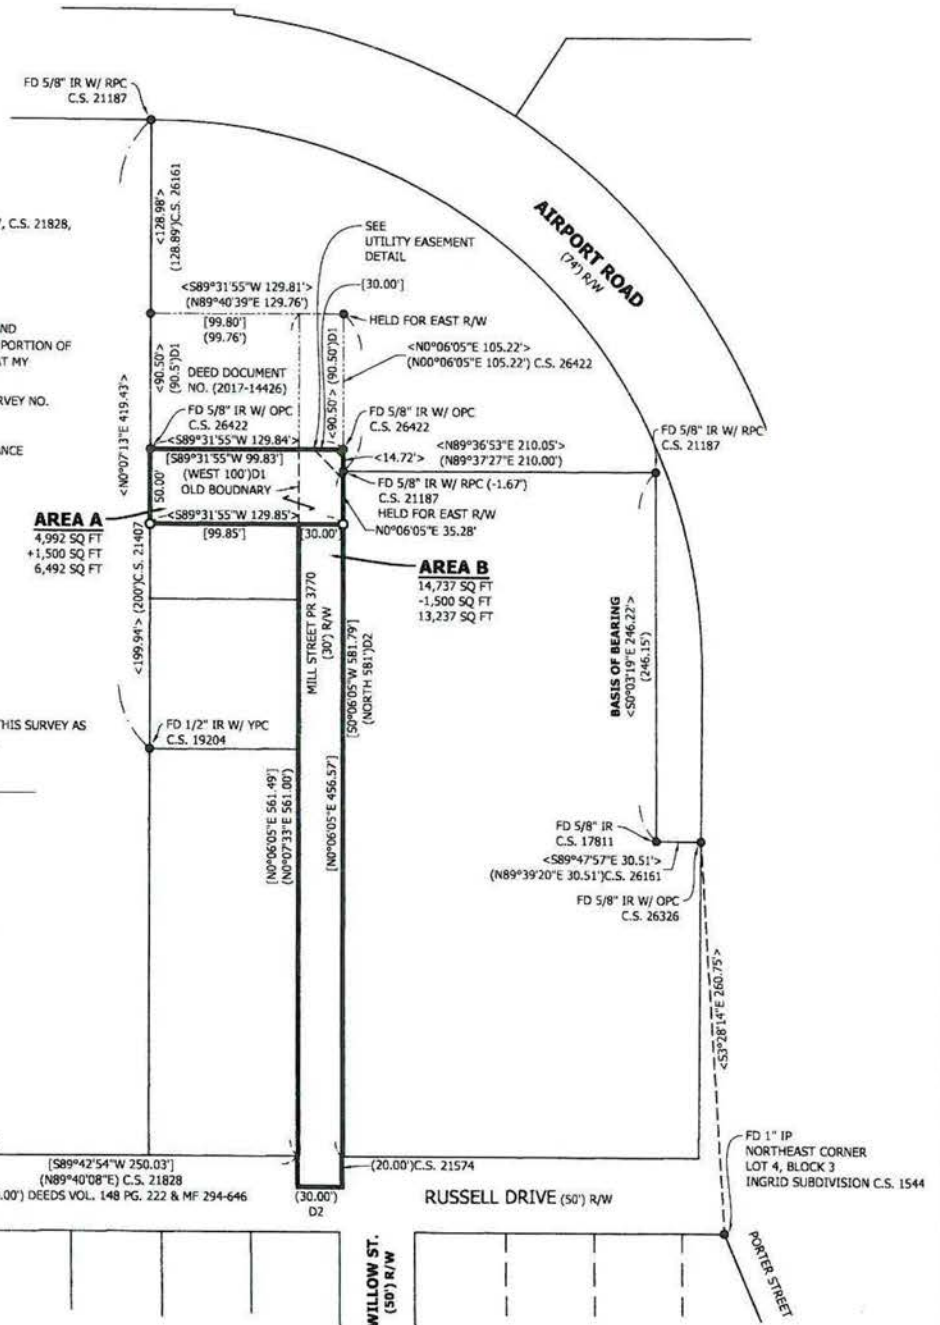 FD 5/8" IR W/ RPC
C.S. 21187
<128.98'>
(128.89')C.S. 26161
, C.S. 21828,
SEE
UTILITY EASEMENT
DETAIL
AIRPORT ROAD
(74') R/W
<S89°31'55"W 129.81'>
(N89°40'39"E 129.76')
[30.00']
[99.80']
(99.76')
HELD FOR EAST R/W
ND
PORTION OF
AT MY
<90.50'>
(90.5')D1
<90.50'> (90.50')D1
<N0°06'05"E 105.22'>
(N00°06'05"E 105.22') C.S. 26422
DEED DOCUMENT
NO. (2017-14426)
RVEY NO.
<N0°07'13"E 419.43'>
FD 5/8" IR W/ OPC
C.S. 26422
FD 5/8" IR W/ OPC
C.S. 26422
<S89°31'55"W 129.84'>
<N89°36'53"E 210.05'>
(N89°37'27"E 210.00')
FD 5/8" IR W/ RPC
C.S. 21187
NCE
[S89°31'55"W 99.83']
(WEST 100')D1
OLD BOUDNARY
<14.72'>
50.00'
FD 5/8" IR W/ RPC (-1.67')
C.S. 21187
HELD FOR EAST R/W
N0°06'05"E 35.28'
<S89°31'55"W 129.85'>
[99.85']
[30.00']
AREA A
4,992 SQ FT
+1,500 SQ FT
6,492 SQ FT
AREA B
14,737 SQ FT
-1,500 SQ FT
13,237 SQ FT
<199.94'> (200')C.S. 21407
MILL STREET PR 3770
(30') R/W
[S0°06'05"W 581.79']
(NORTH 581')D2
BASIS OF BEARING
<S0°03'19"E 246.22'>
(246.15')
THIS SURVEY AS
FD 1/2" IR W/ YPC
C.S. 19204
[N0°06'05"E 561.49']
(N0°07'33"E 561.00')
[N0°06'05"E 456.57']
FD 5/8" IR
C.S. 17811
<S89°47'57"E 30.51'>
(N89°39'20"E 30.51')C.S. 26161
FD 5/8" IR W/ OPC
C.S. 26326
<S3°28'14"E 260.75'>
FD 1" IP
NORTHEAST CORNER
LOT 4, BLOCK 3
INGRID SUBDIVISION C.S. 1544
[S89°42'54"W 250.03']
(N89°40'08"E) C.S. 21828
.00') DEEDS VOL. 148 PG. 222 & MF 294-646
(20.00')C.S. 21574
(30.00')
D2
RUSSELL DRIVE (50') R/W
WILLOW ST.
(50') R/W
PORTER STREET